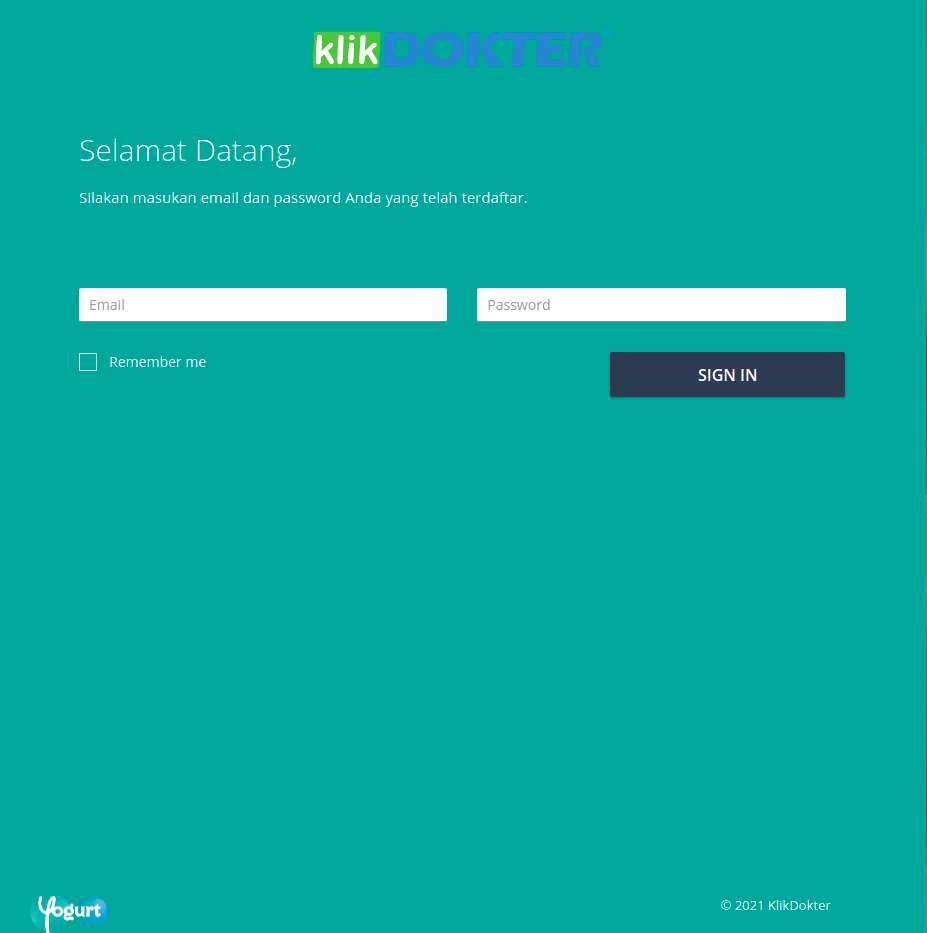 klikDOKTER
Selamat Datang,
Silakan masukan email dan password Anda yang telah terdaftar.
Email
Password
Remember me
SIGN IN
Yogurt
© 2021 KlikDokter